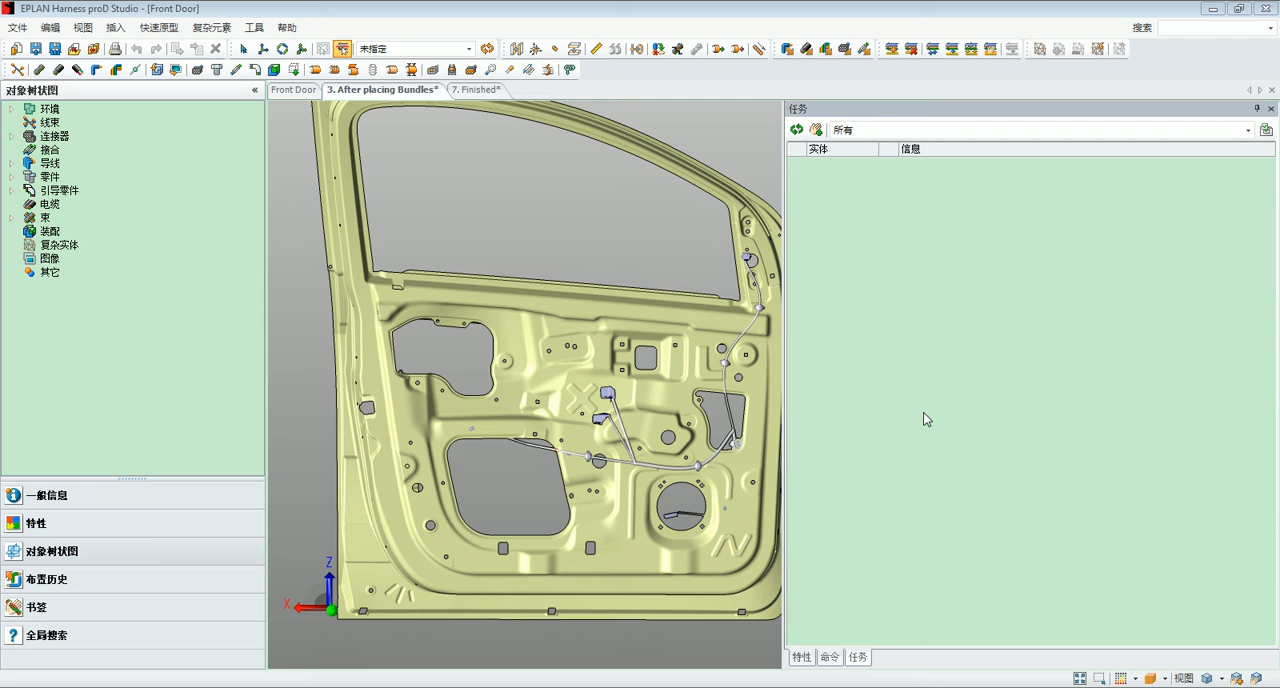 EPLAN Harness proD Studio - [Front Door]
文件 编辑 视图 插入 快速原型 复杂元素 工具 帮助 搜索
未指定
对象树状图 «
Front Door 3. After placing Bundles* 7. Finished*
任务
环境
线束
连接器
接合
导线
零件
引导零件
电缆
束
装配
复杂实体
图像
其它
所有
实体 信息
Z
X
一般信息
特性
对象树状图
布置历史
书签
? 全局搜索
特性 命令 任务
视图